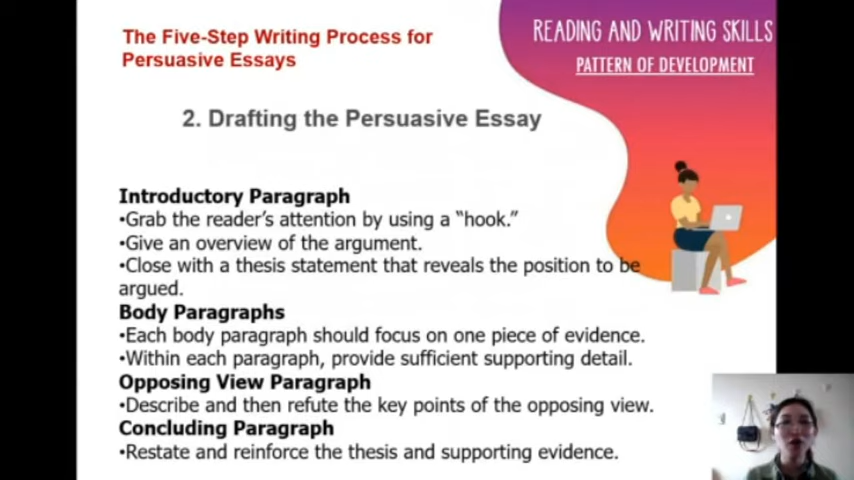 The Five-Step Writing Process for
Persuasive Essays
READING AND WRITING SKILLS
PATTERN OF DEVELOPMENT
2. Drafting the Persuasive Essay
Introductory Paragraph
•Grab the reader's attention by using a “hook.”
•Give an overview of the argument.
•Close with a thesis statement that reveals the position to be
argued.
Body Paragraphs
•Each body paragraph should focus on one piece of evidence.
•Within each paragraph, provide sufficient supporting detail.
Opposing View Paragraph
•Describe and then refute the key points of the opposing view.
Concluding Paragraph
•Restate and reinforce the thesis and supporting evidence.